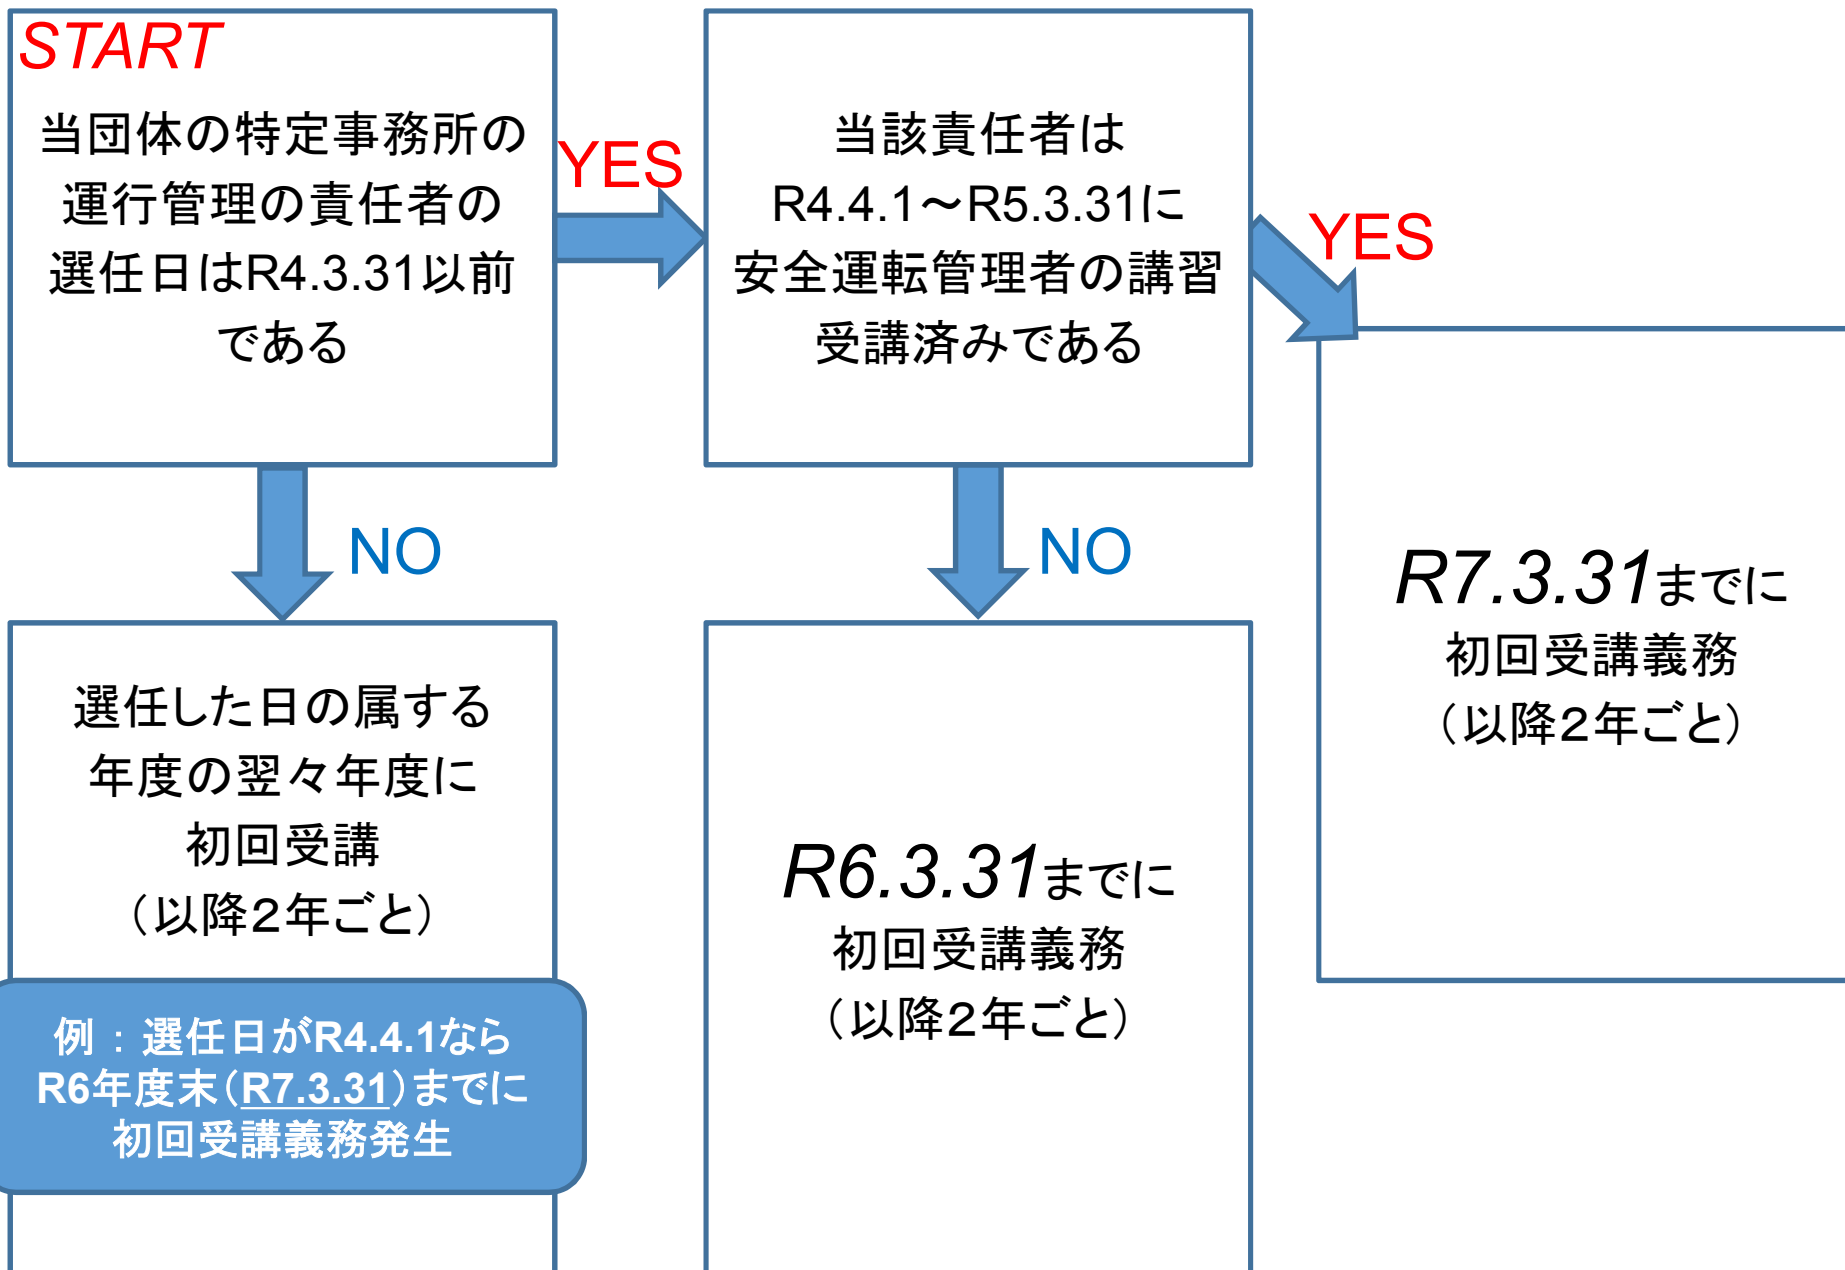 START
当団体の特定事務所の
運行管理の責任者の
選任日はR4.3.31以前
である
YES
当該責任者は
R4.4.1～R5.3.31に
安全運転管理者の講習
受講済みである
YES
NO
NO
選任した日の属する
年度の翌々年度に
初回受講
（以降２年ごと）
例：選任日がR4.4.1なら
R6年度末（R7.3.31）までに
初回受講義務発生
R6.3.31までに
初回受講義務
（以降２年ごと）
R7.3.31までに
初回受講義務
（以降２年ごと）